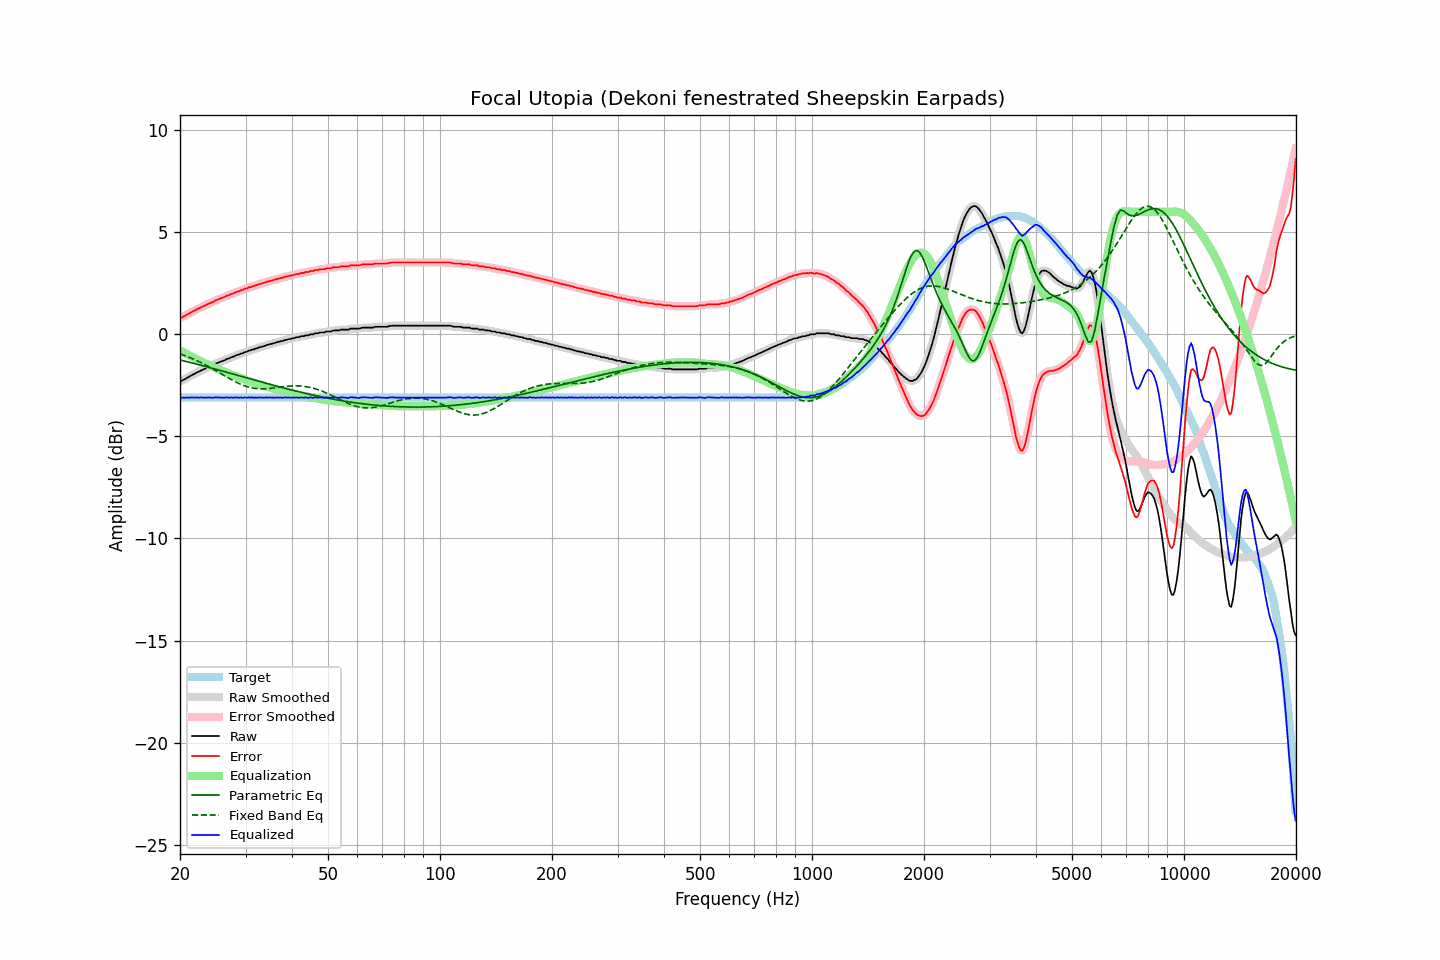 Focal Utopia (Dekoni fenestrated Sheepskin Earpads)
Amplitude (dBr)
10
5
0
−5
−10
−15
−20
−25
Target
Raw Smoothed
Error Smoothed
Raw
Error
Equalization
Parametric Eq
Fixed Band Eq
Equalized
20 50 100 200 500 1000 2000 5000 10000 20000
Frequency (Hz)